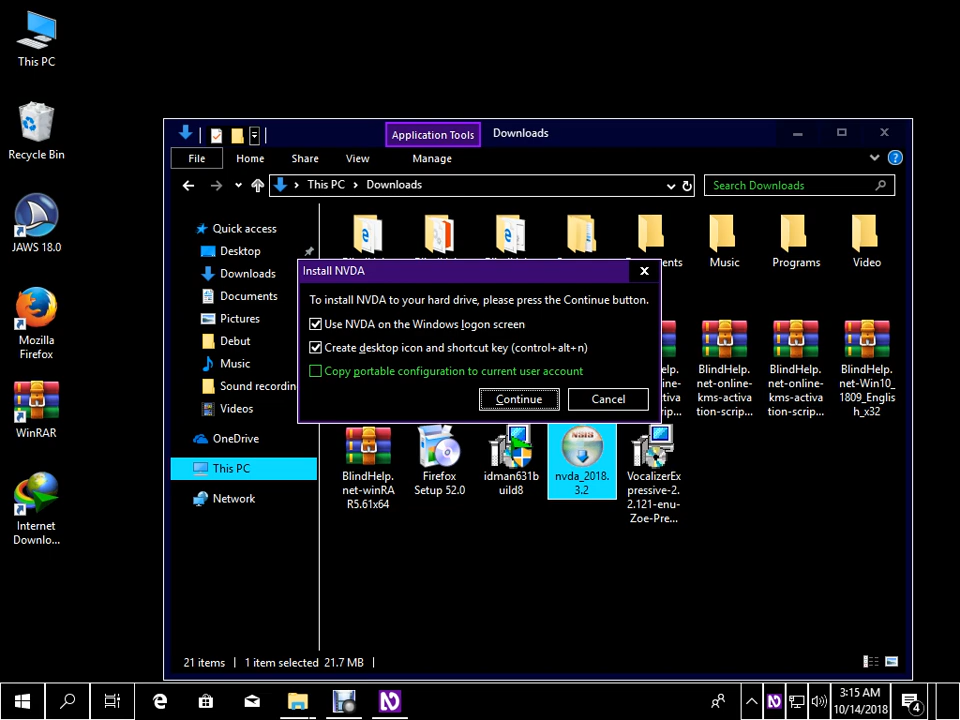 This PC
Recycle Bin
JAWS 18.0
Mozilla
Firefox
WinRAR
Internet
Downlo...
Application Tools
Downloads
File
Home
Share
View
Manage
This PC
Downloads
Search Downloads
Quick access
Desktop
Downloads
Documents
Pictures
Debut
Music
Sound recordin
Videos
OneDrive
This PC
Network
Music
Programs
Video
Install NVDA
To install NVDA to your hard drive, please press the Continue button.
Use NVDA on the Windows logon screen
Create desktop icon and shortcut key (control+alt+n)
Copy portable configuration to current user account
Continue
Cancel
BlindHelp.
net-online-
kms-activa
tion-scrip...
BlindHelp.
net-online-
kms-activa
tion-scrip...
BlindHelp.
net-Win10_
1809_Englis
h_x32
BlindHelp.
net-winRA
R5.61x64
Firefox
Setup 52.0
idman631b
uild8
NSIS
nvda_2018.
3.2
VocalizerEx
pressive-2.
2.121-enu-
Zoe-Pre...
21 items
1 item selected 21.7 MB
3:15 AM
10/14/2018
4